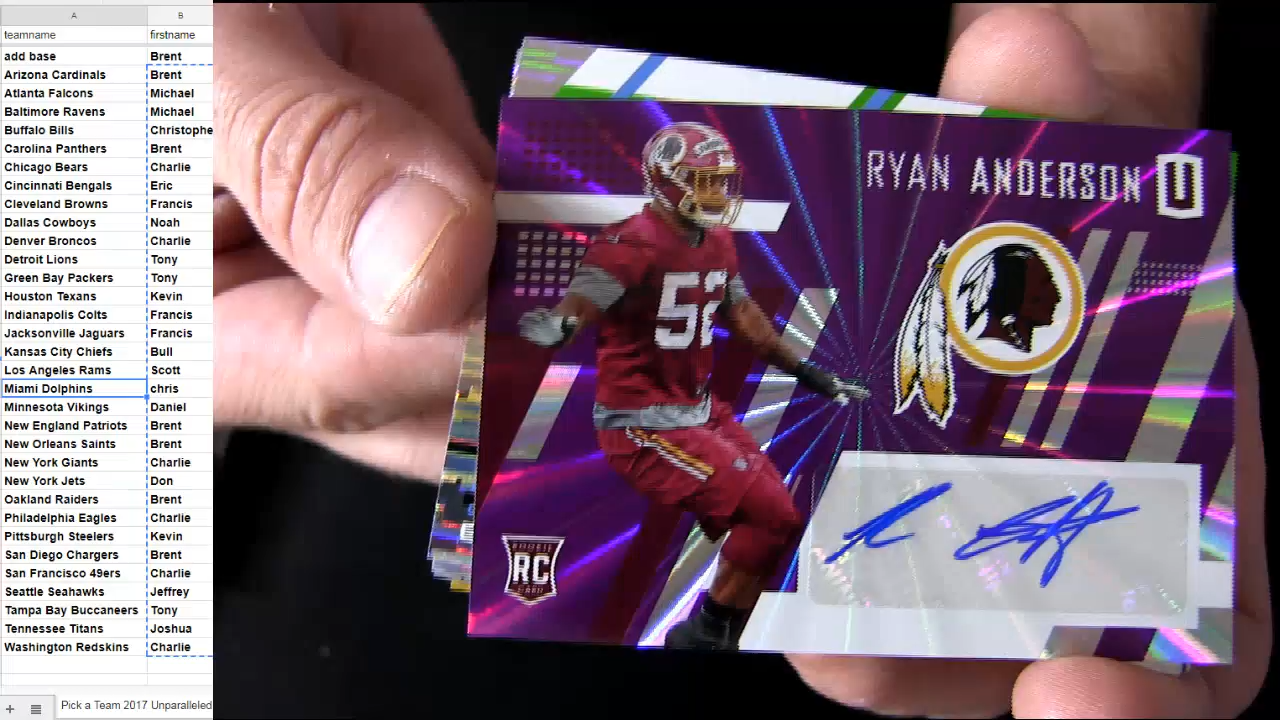 A B
teamname firstname
add base Brent
Arizona Cardinals Brent
Atlanta Falcons Michael
Baltimore Ravens Michael
Buffalo Bills Christophe
Carolina Panthers Brent
Chicago Bears Charlie
Cincinnati Bengals Eric
Cleveland Browns Francis
Dallas Cowboys Noah
Denver Broncos Charlie
Detroit Lions Tony
Green Bay Packers Tony
Houston Texans Kevin
Indianapolis Colts Francis
Jacksonville Jaguars Francis
Kansas City Chiefs Bull
Los Angeles Rams Scott
Miami Dolphins chris
Minnesota Vikings Daniel
New England Patriots Brent
New Orleans Saints Brent
New York Giants Charlie
New York Jets Don
Oakland Raiders Brent
Philadelphia Eagles Charlie
Pittsburgh Steelers Kevin
San Diego Chargers Brent
San Francisco 49ers Charlie
Seattle Seahawks Jeffrey
Tampa Bay Buccaneers Tony
Tennessee Titans Joshua
Washington Redskins Charlie
Pick a Team 2017 Unparalleled
RYAN ANDERSON U
52
ROOKIE
RC
CARD